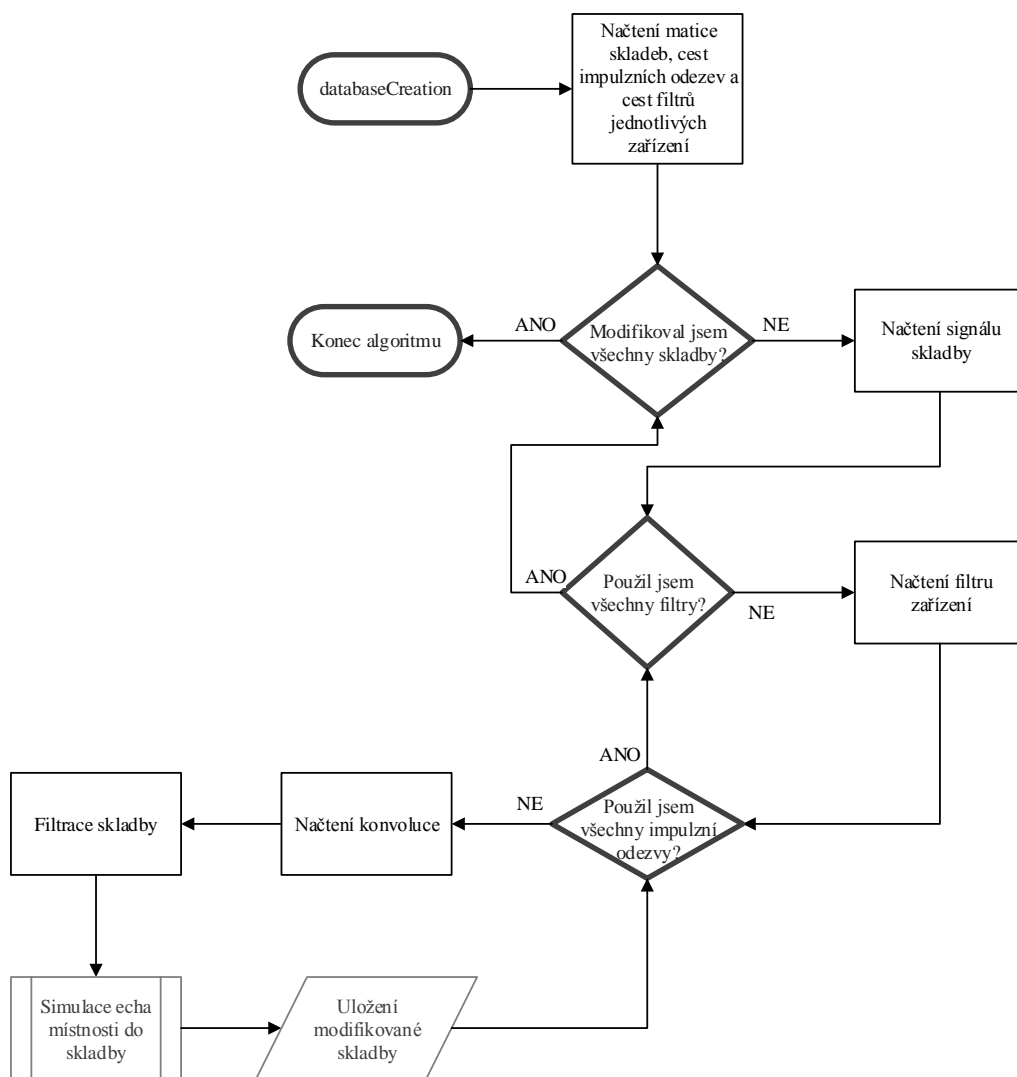 databaseCreation
Načtení matice
skladeb, cest
impulzních odezev a
cest filtrů
jednotlivých
zařízení
Konec algoritmu
ANO
Modifikoval jsem
všechny skladby?
NE
Načtení signálu
skladby
ANO
Použil jsem
všechny filtry?
NE
Načtení filtru
zařízení
ANO
Filtrace skladby
Načtení konvoluce
NE
Použil jsem
všechny impulzní
odezvy?
Simulace echa
místnosti do
skladby
Uložení
modifikované
skladby